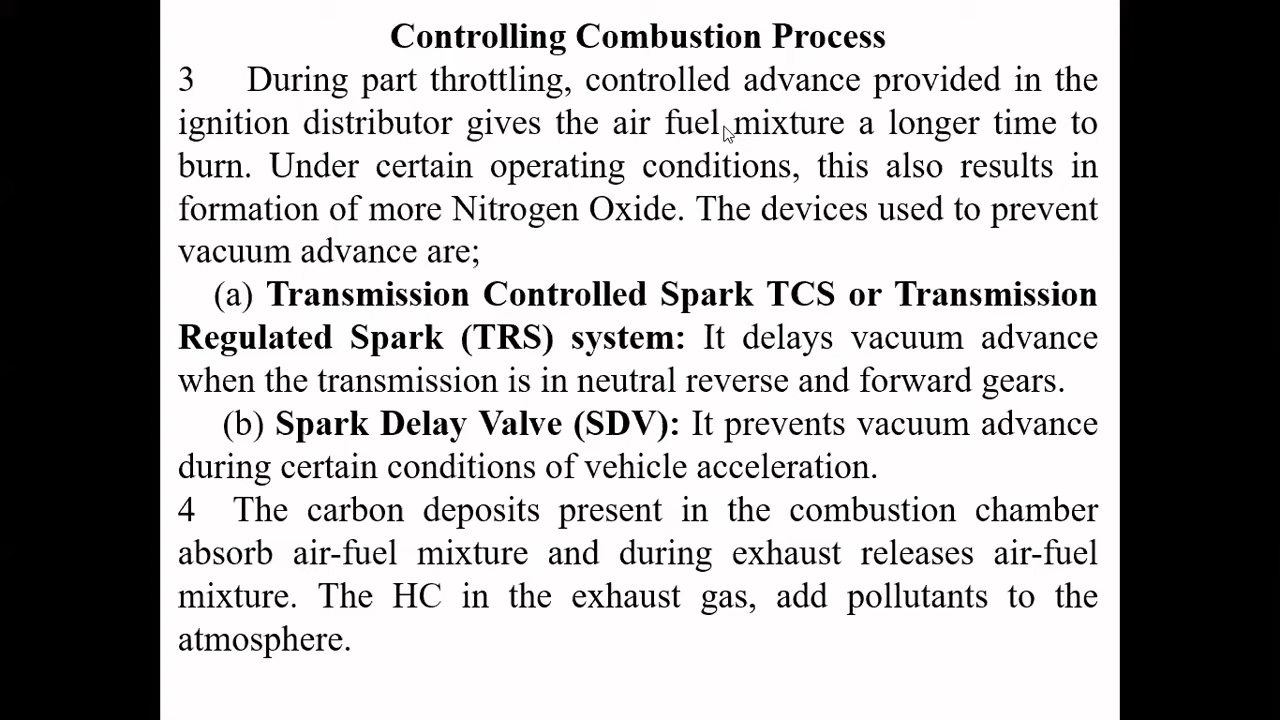 Controlling Combustion Process
3 During part throttling, controlled advance provided in the
ignition distributor gives the air fuel mixture a longer time to
burn. Under certain operating conditions, this also results in
formation of more Nitrogen Oxide. The devices used to prevent
vacuum advance are;
(a) Transmission Controlled Spark TCS or Transmission
Regulated Spark (TRS) system: It delays vacuum advance
when the transmission is in neutral reverse and forward gears.
(b) Spark Delay Valve (SDV): It prevents vacuum advance
during certain conditions of vehicle acceleration.
4 The carbon deposits present in the combustion chamber
absorb air-fuel mixture and during exhaust releases air-fuel
mixture. The HC in the exhaust gas, add pollutants to the
atmosphere.